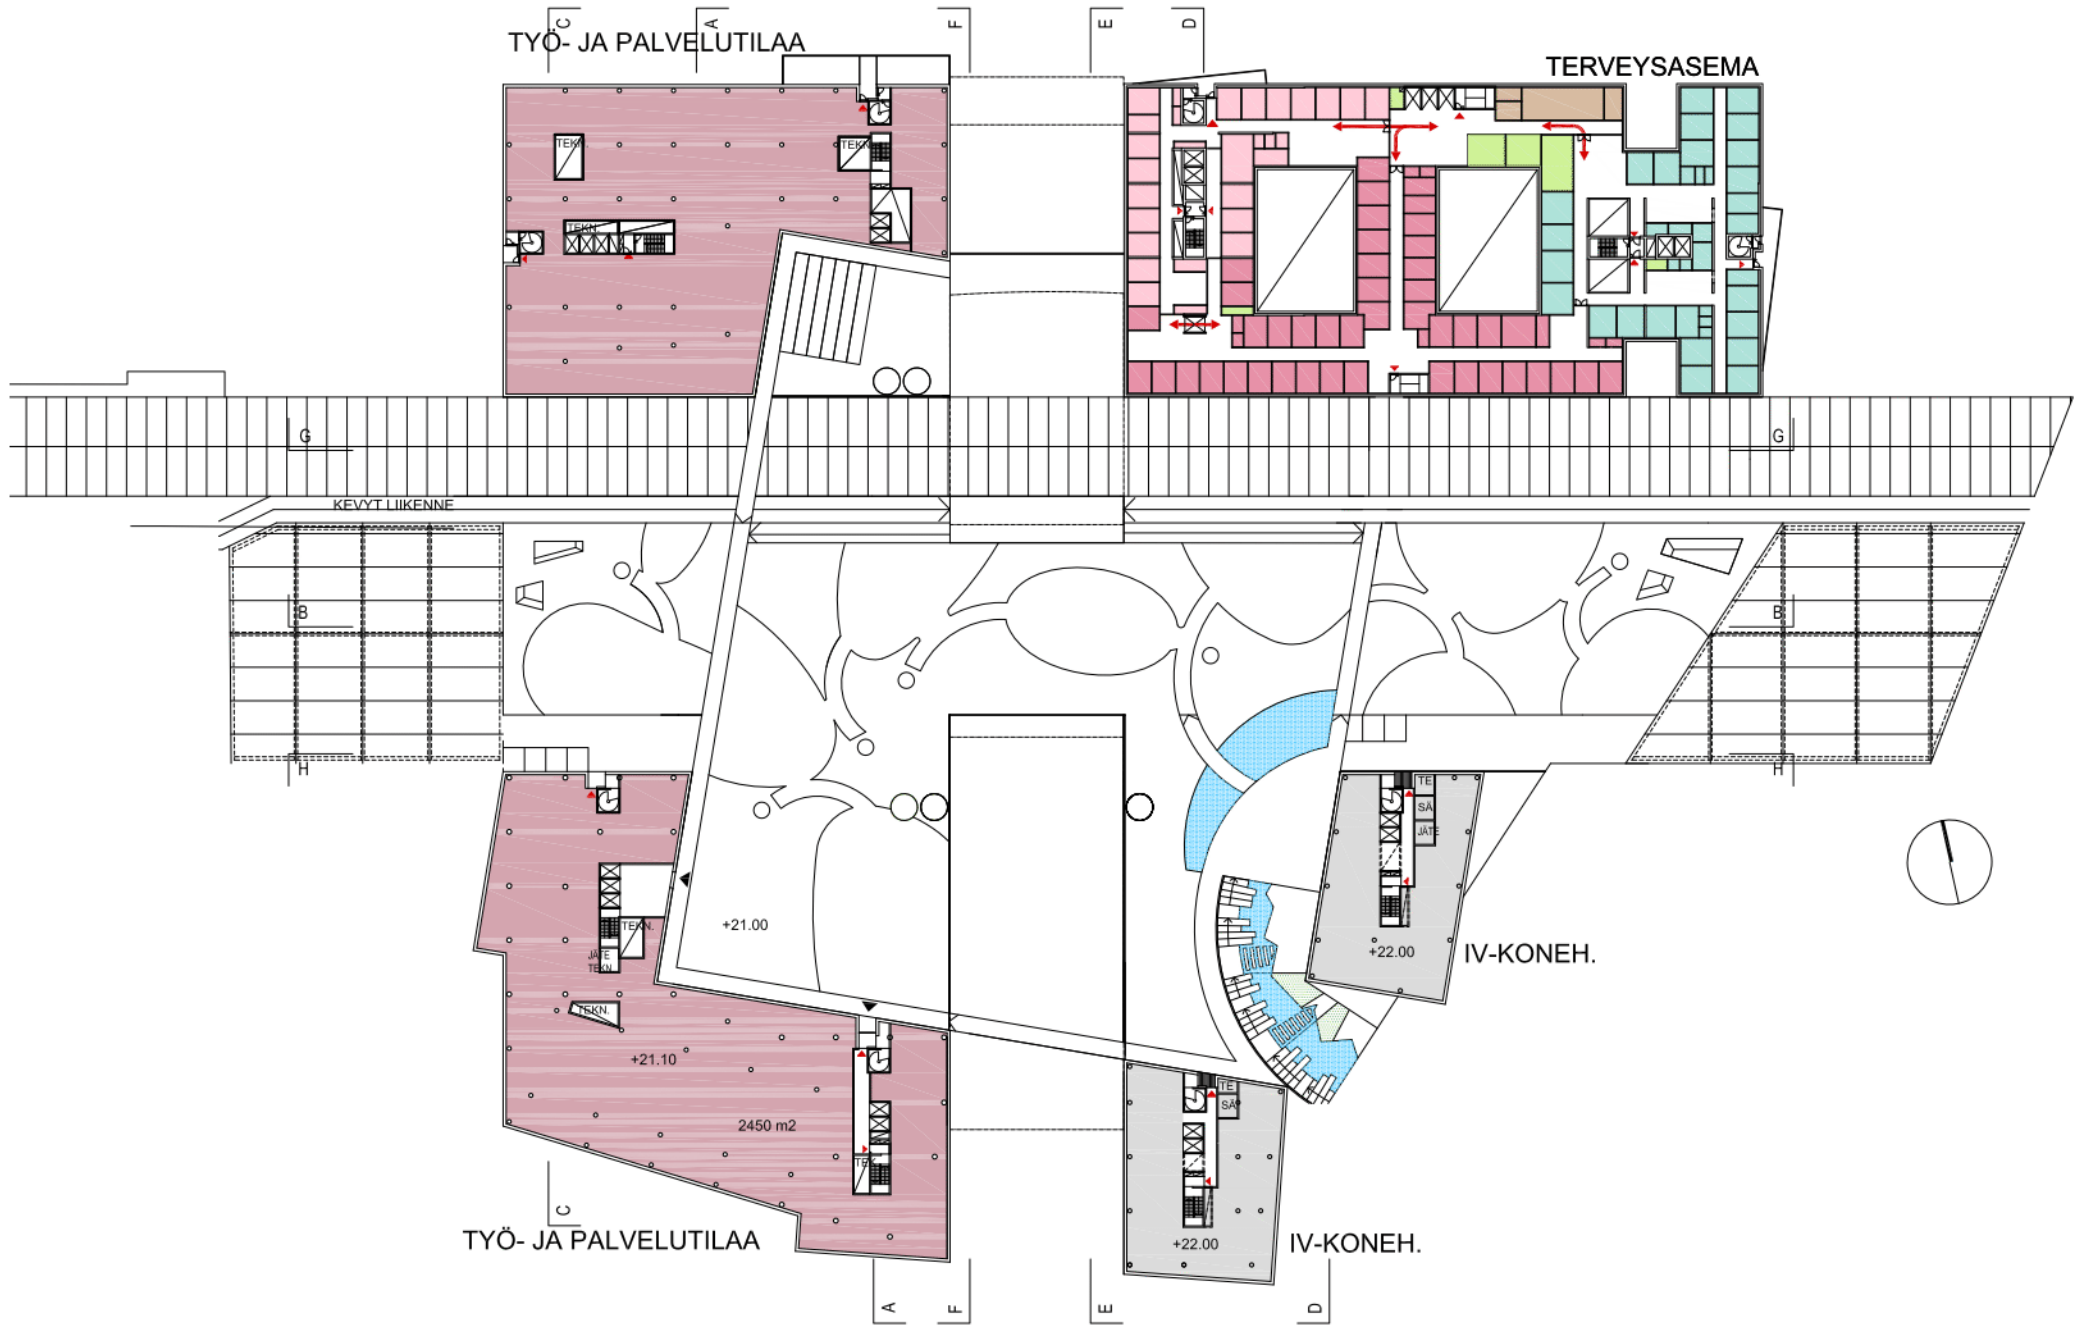 C
A
F
E
D
TYÖ- JA PALVELUTILAA
TERVEYSASEMA
TEKN.
TEKN.
TEKN.
G
G
KEVYT LIIKENNE
B
B
H
H
TE
SÄ
JÄTE
+21.00
TEKN.
+22.00
IV-KONEH.
JÄTE
TEKN.
TEKN.
+21.10
TE
SÄ
2450 m2
TEK
C
TYÖ- JA PALVELUTILAA
+22.00
IV-KONEH.
A
F
E
D